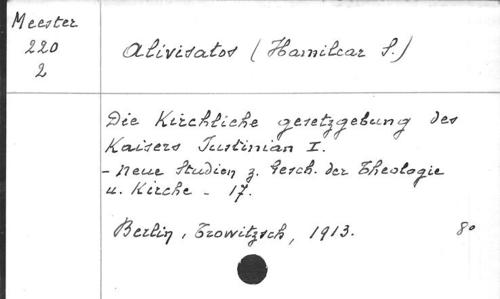 Meester
220
2
Alivisatos (Hamilcar S.)
Die Kirchliche gesetzgebung des
Kaisers Justinian I.
- Neue Studien z. Gesch. der Theologie
u. Kirche - 17.
Berlin, Trowitzsch, 1913. 8º